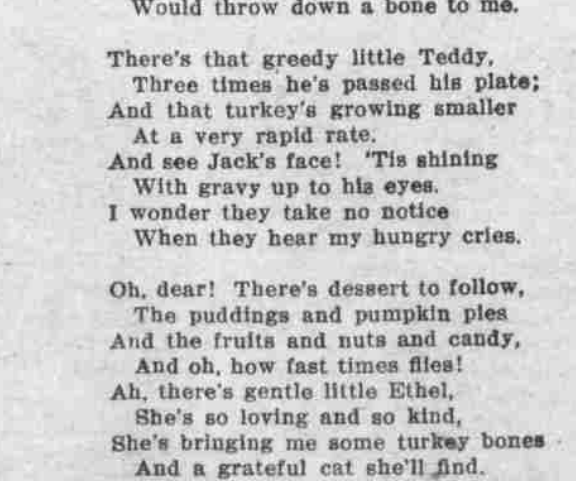 Would throw down a bone to me.
There's that greedy little Teddy,
Three times he's passed his plate;
And that turkey's growing smaller
At a very rapid rate.
And see Jack's face! 'Tis shining
With gravy up to his eyes.
I wonder they take no notice
When they hear my hungry cries.
Oh, dear! There's dessert to follow,
The puddings and pumpkin pies
And the fruits and nuts and candy,
And oh, how fast times flies!
Ah, there's gentle little Ethel,
She's so loving and so kind,
She's bringing me some turkey bones
And a grateful cat she'll find.